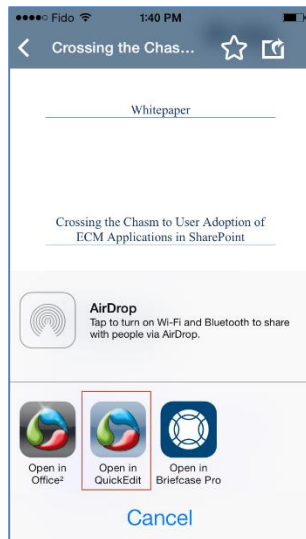 Fido 1:40 PM
Crossing the Chas...
Whitepaper
Crossing the Chasm to User Adoption of
ECM Applications in SharePoint
AirDrop
Tap to turn on Wi-Fi and Bluetooth to share
with people via AirDrop.
Open in
Office²
Open in
QuickEdit
Open in
Briefcase Pro
Cancel